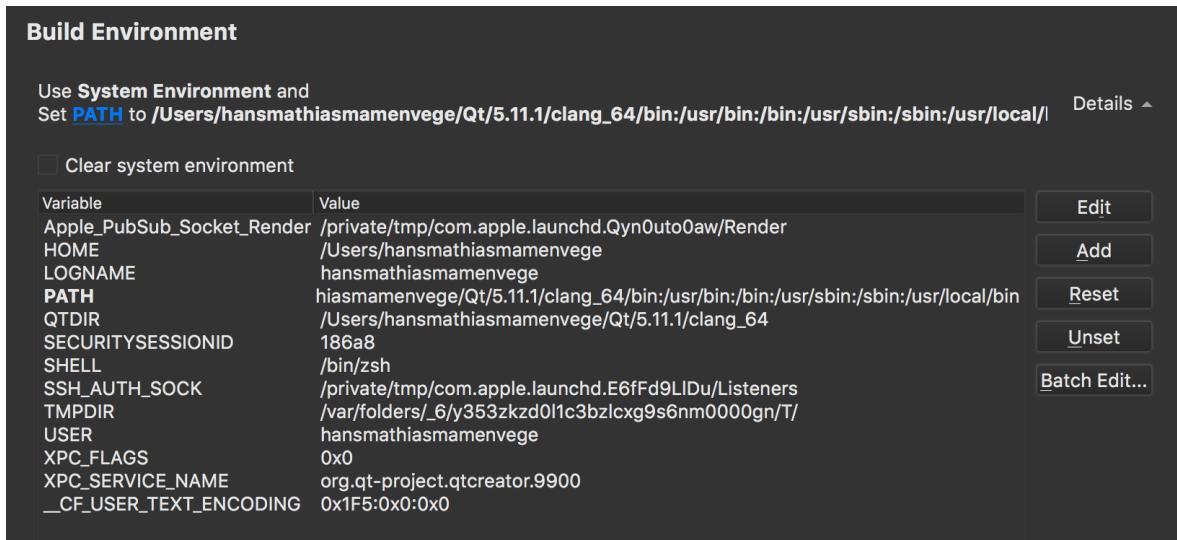 Build Environment
Use System Environment and
Set PATH to /Users/hansmathiasmamenvege/Qt/5.11.1/clang_64/bin:/usr/bin:/bin:/usr/sbin:/sbin:/usr/local/l
Details
Clear system environment
Variable Value
Apple_PubSub_Socket_Render /private/tmp/com.apple.launchd.Qyn0uto0aw/Render
HOME /Users/hansmathiasmamenvege
LOGNAME hansmathiasmamenvege
PATH hiasmamenvege/Qt/5.11.1/clang_64/bin:/usr/bin:/bin:/usr/sbin:/sbin:/usr/local/bin
QTDIR /Users/hansmathiasmamenvege/Qt/5.11.1/clang_64
SECURITYSESSIONID 186a8
SHELL /bin/zsh
SSH_AUTH_SOCK /private/tmp/com.apple.launchd.E6fFd9LlDu/Listeners
TMPDIR /var/folders/_6/y353zkzd0l1c3bzlcxg9s6nm0000gn/T/
USER hansmathiasmamenvege
XPC_FLAGS 0x0
XPC_SERVICE_NAME org.qt-project.qtcreator.9900
__CF_USER_TEXT_ENCODING 0x1F5:0x0:0x0
Edit
Add
Reset
Unset
Batch Edit...